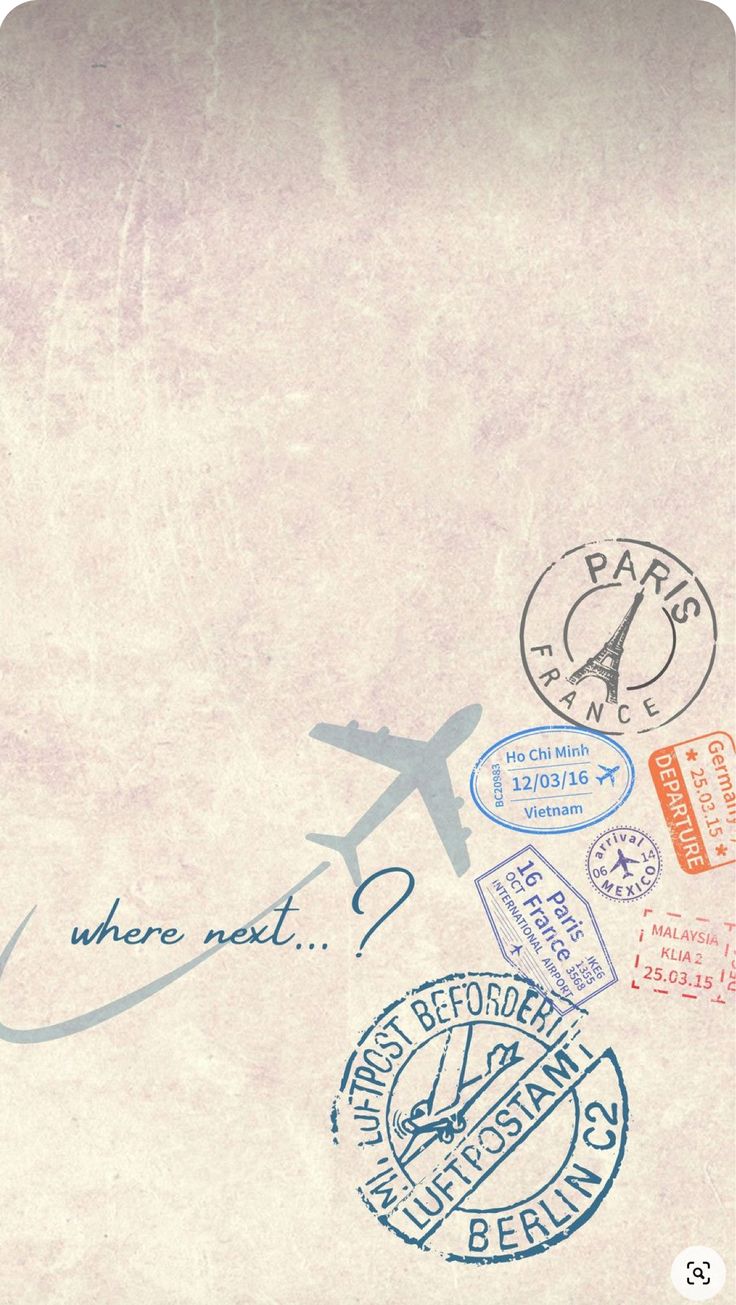 PARIS
FRANCE
Ho Chi Minh
BC20983
12/03/16
Vietnam
Germany
* 25.03.15 *
DEPARTURE
arrival
06
14
MEXICO
16 Paris
OCT France
INTERNATIONAL AIRPORT
IKE6
1355
3568
MALAYSIA
KLIA 2
25.03.15
where next...?
MI. LUFTPOST BEFÖRDERT
LUFTPOSTAMT
BERLIN C2